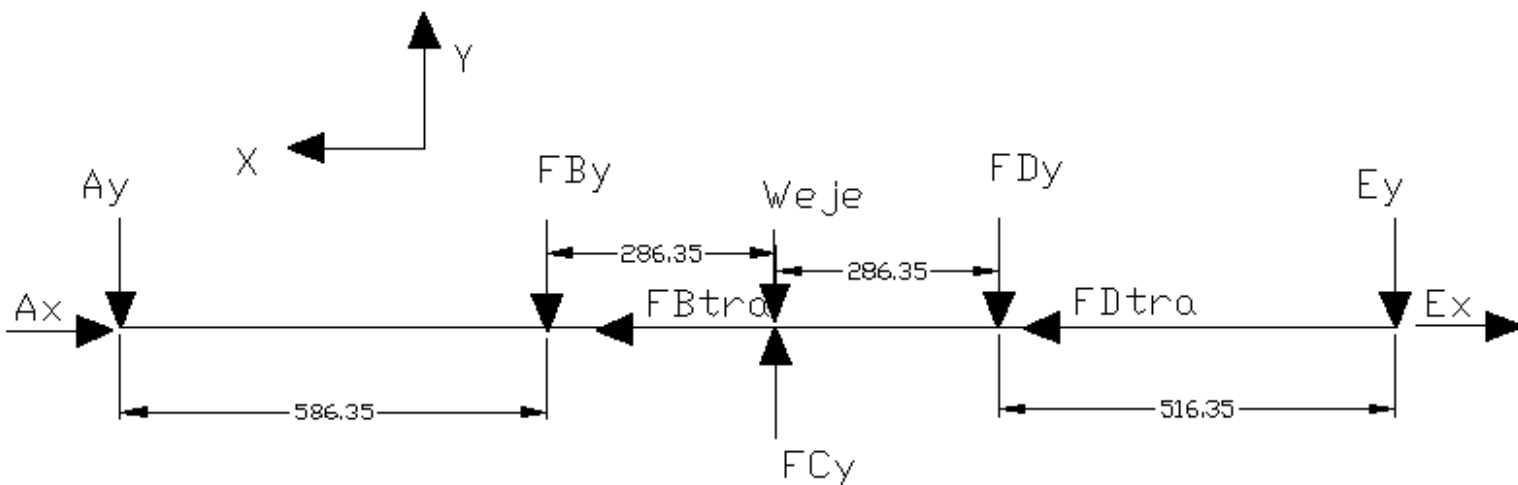 Y
X
Ay
FBy
Weje
FDy
Ey
286.35
286.35
Ax
FBtra
FDtra
Ex
586.35
516.35
FCy